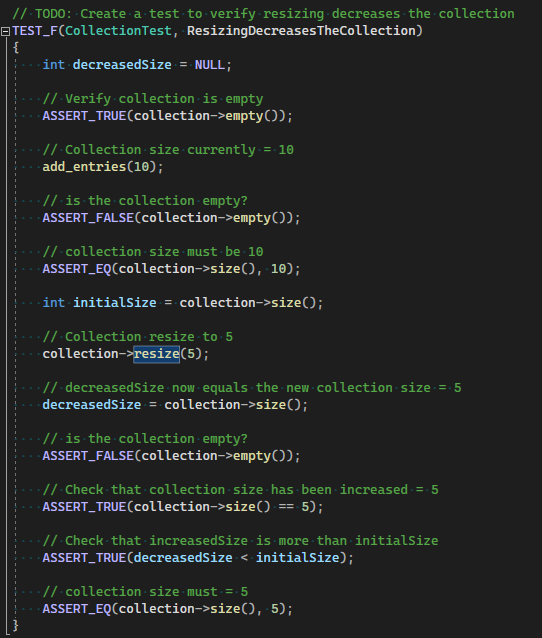 // TODO: Create a test to verify resizing decreases the collection
TEST_F(CollectionTest, ResizingDecreasesTheCollection)
{
int decreasedSize = NULL;
// Verify collection is empty
ASSERT_TRUE(collection->empty());
// Collection size currently = 10
add_entries(10);
// is the collection empty?
ASSERT_FALSE(collection->empty());
// collection size must be 10
ASSERT_EQ(collection->size(), 10);
int initialSize = collection->size();
// Collection resize to 5
collection->resize(5);
// decreasedSize now equals the new collection size = 5
decreasedSize = collection->size();
// is the collection empty?
ASSERT_FALSE(collection->empty());
// Check that collection size has been increased = 5
ASSERT_TRUE(collection->size() == 5);
// Check that increasedSize is more than initialSize
ASSERT_TRUE(decreasedSize < initialSize);
// collection size must = 5
ASSERT_EQ(collection->size(), 5);
}